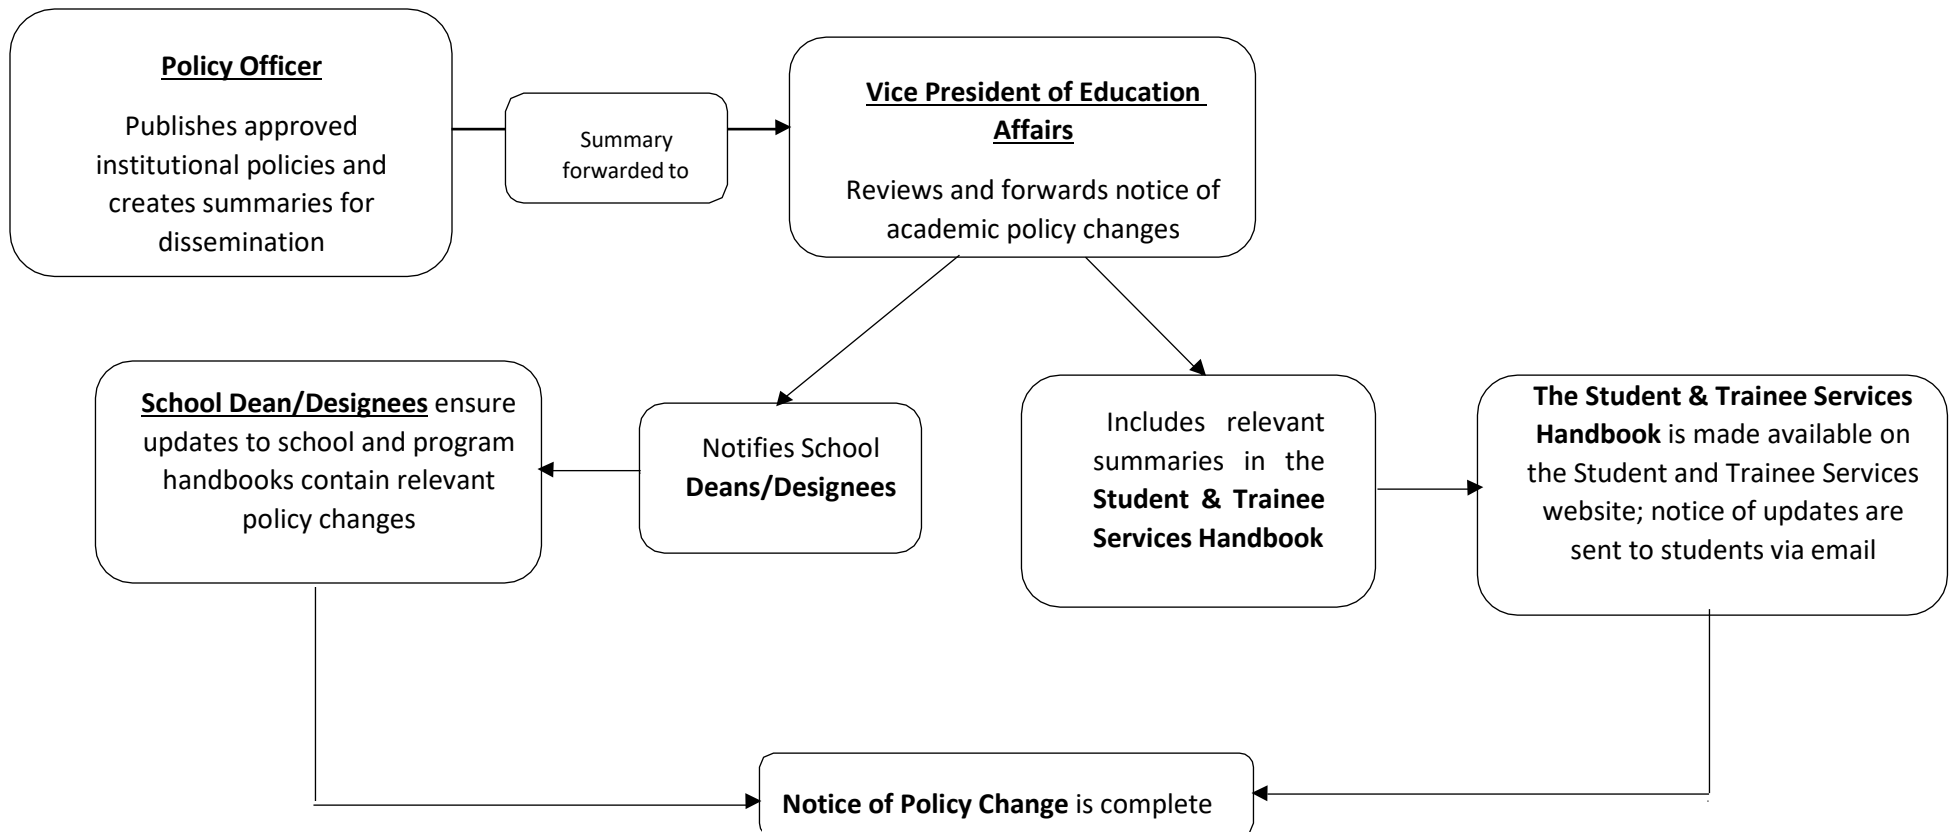 Policy Officer
Publishes approved
institutional policies and
creates summaries for
dissemination
Summary
forwarded to
Vice President of Education
Affairs
Reviews and forwards notice of
academic policy changes
School Dean/Designees ensure
updates to school and program
handbooks contain relevant
policy changes
Notifies School
Deans/Designees
Includes relevant
summaries in the
Student & Trainee
Services Handbook
The Student & Trainee Services
Handbook is made available on
the Student and Trainee Services
website; notice of updates are
sent to students via email
Notice of Policy Change is complete